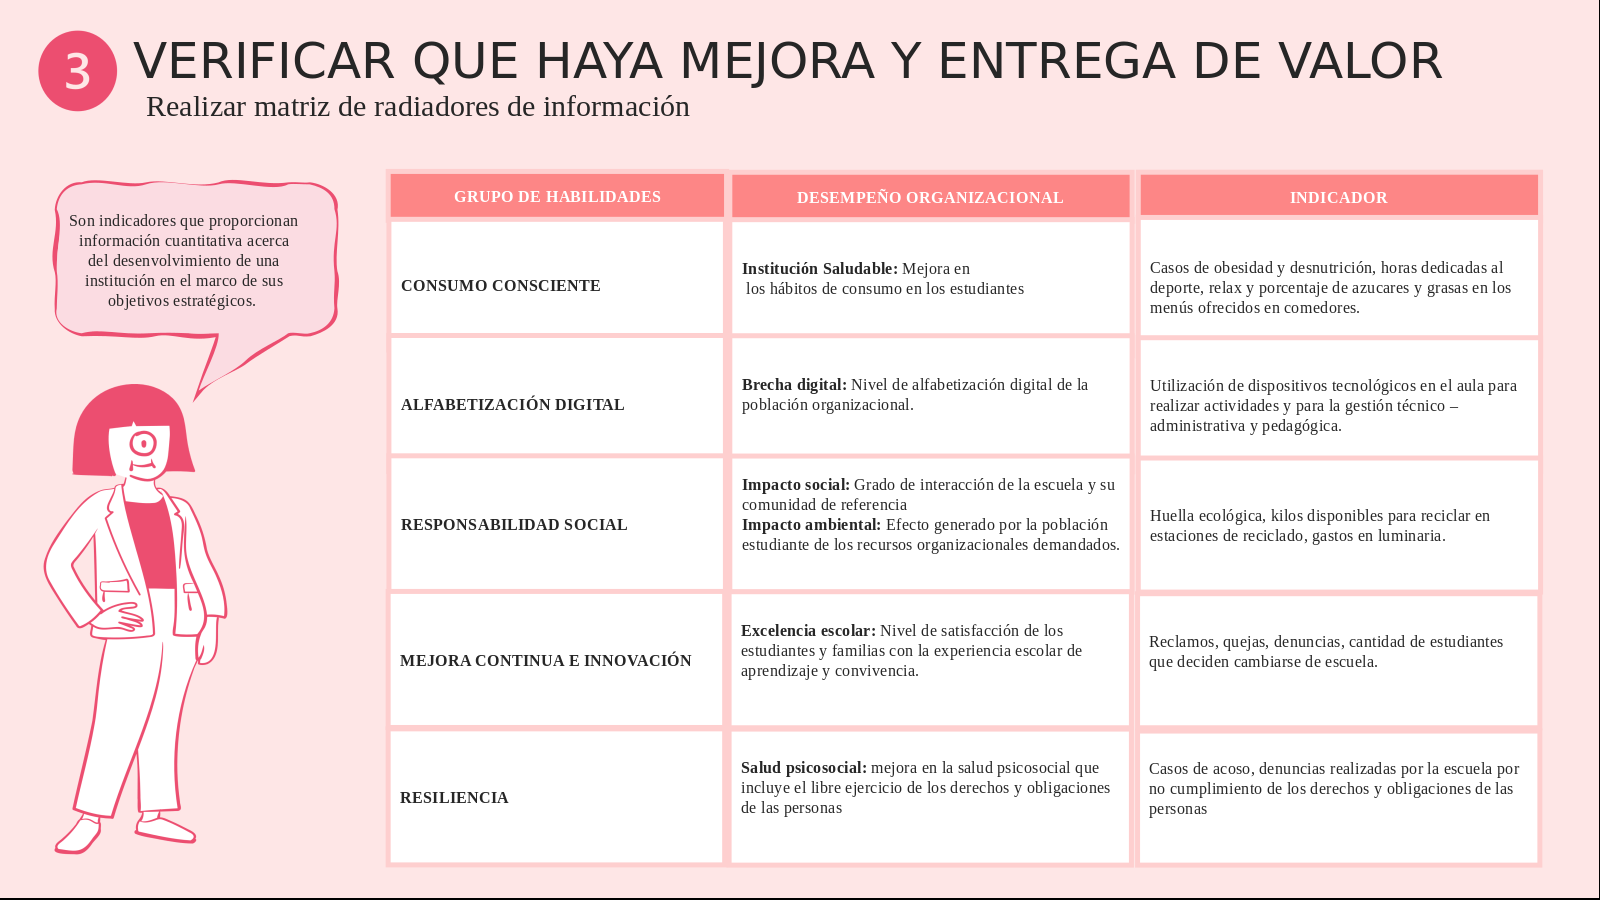 3
VERIFICAR QUE HAYA MEJORA Y ENTREGA DE VALOR
Realizar matriz de radiadores de información
Son indicadores que proporcionan
información cuantitativa acerca
del desenvolvimiento de una
institución en el marco de sus
objetivos estratégicos.
GRUPO DE HABILIDADES
DESEMPEÑO ORGANIZACIONAL
INDICADOR
CONSUMO CONSCIENTE
Institución Saludable: Mejora en
los hábitos de consumo en los estudiantes
Casos de obesidad y desnutrición, horas dedicadas al
deporte, relax y porcentaje de azucares y grasas en los
menús ofrecidos en comedores.
ALFABETIZACIÓN DIGITAL
Brecha digital: Nivel de alfabetización digital de la
población organizacional.
Utilización de dispositivos tecnológicos en el aula para
realizar actividades y para la gestión técnico –
administrativa y pedagógica.
RESPONSABILIDAD SOCIAL
Impacto social: Grado de interacción de la escuela y su
comunidad de referencia
Impacto ambiental: Efecto generado por la población
estudiante de los recursos organizacionales demandados.
Huella ecológica, kilos disponibles para reciclar en
estaciones de reciclado, gastos en luminaria.
MEJORA CONTINUA E INNOVACIÓN
Excelencia escolar: Nivel de satisfacción de los
estudiantes y familias con la experiencia escolar de
aprendizaje y convivencia.
Reclamos, quejas, denuncias, cantidad de estudiantes
que deciden cambiarse de escuela.
RESILIENCIA
Salud psicosocial: mejora en la salud psicosocial que
incluye el libre ejercicio de los derechos y obligaciones
de las personas
Casos de acoso, denuncias realizadas por la escuela por
no cumplimiento de los derechos y obligaciones de las
personas